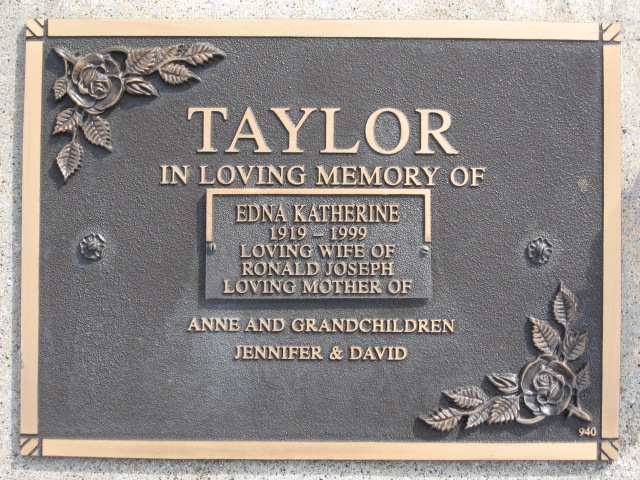 TAYLOR
IN LOVING MEMORY OF
EDNA KATHERINE
1919 – 1999
LOVING WIFE OF
RONALD JOSEPH
LOVING MOTHER OF
ANNE AND GRANDCHILDREN
JENNIFER & DAVID
940